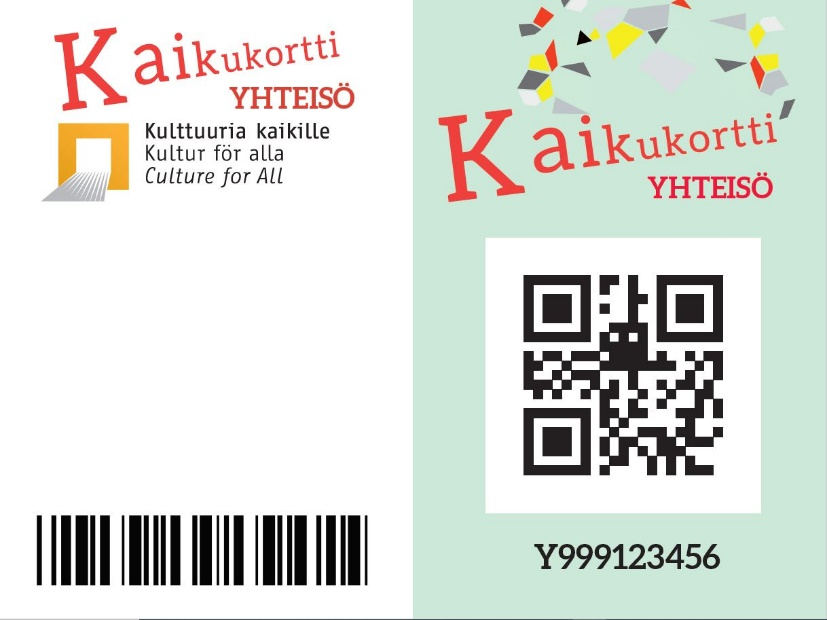 Kaikukortti
YHTEISÖ
Kulttuuria kaikille
Kultur för alla
Culture for All
Kaikukortti
YHTEISÖ
Y999123456